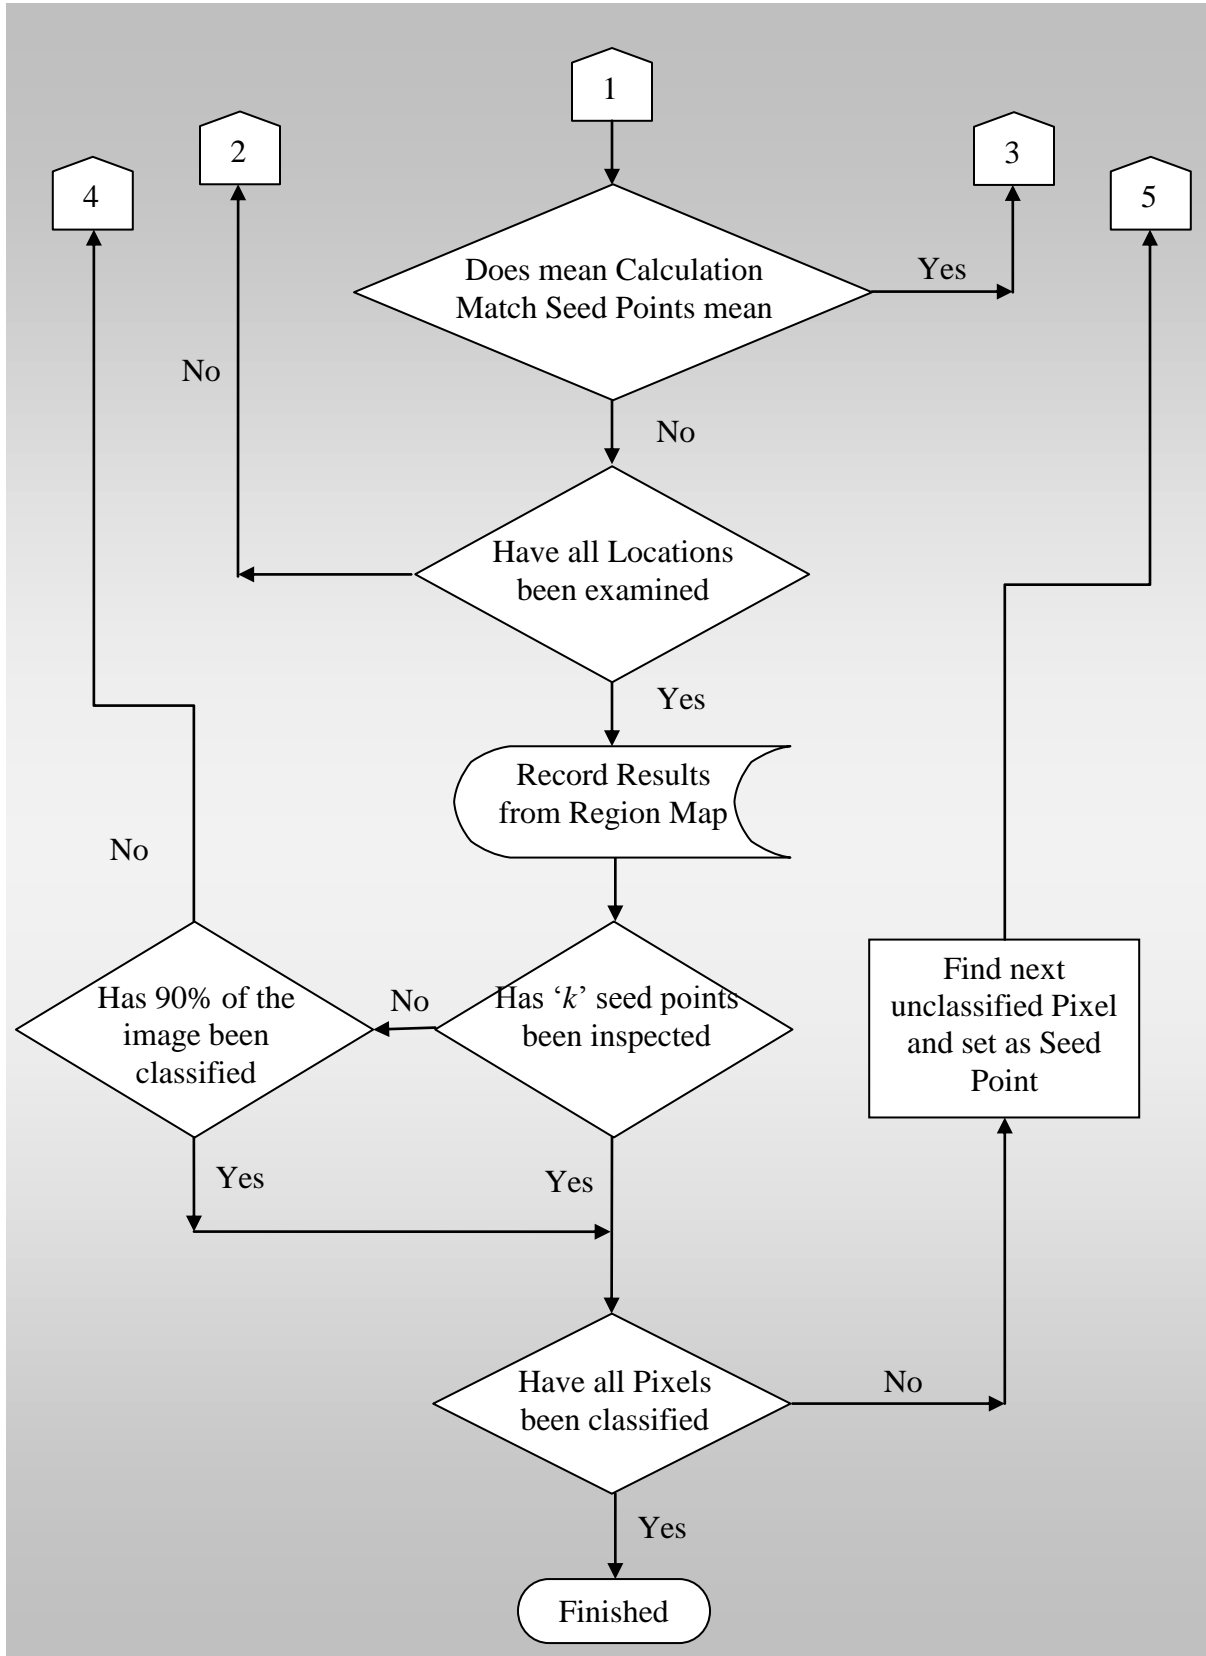 1
2
3
4
5
Does mean Calculation
Match Seed Points mean
Yes
No
No
Have all Locations
been examined
Yes
Record Results
from Region Map
No
Has 90% of the
image been
classified
No
Has ‘k’ seed points
been inspected
Find next
unclassified Pixel
and set as Seed
Point
Yes
Yes
Have all Pixels
been classified
No
Yes
Finished